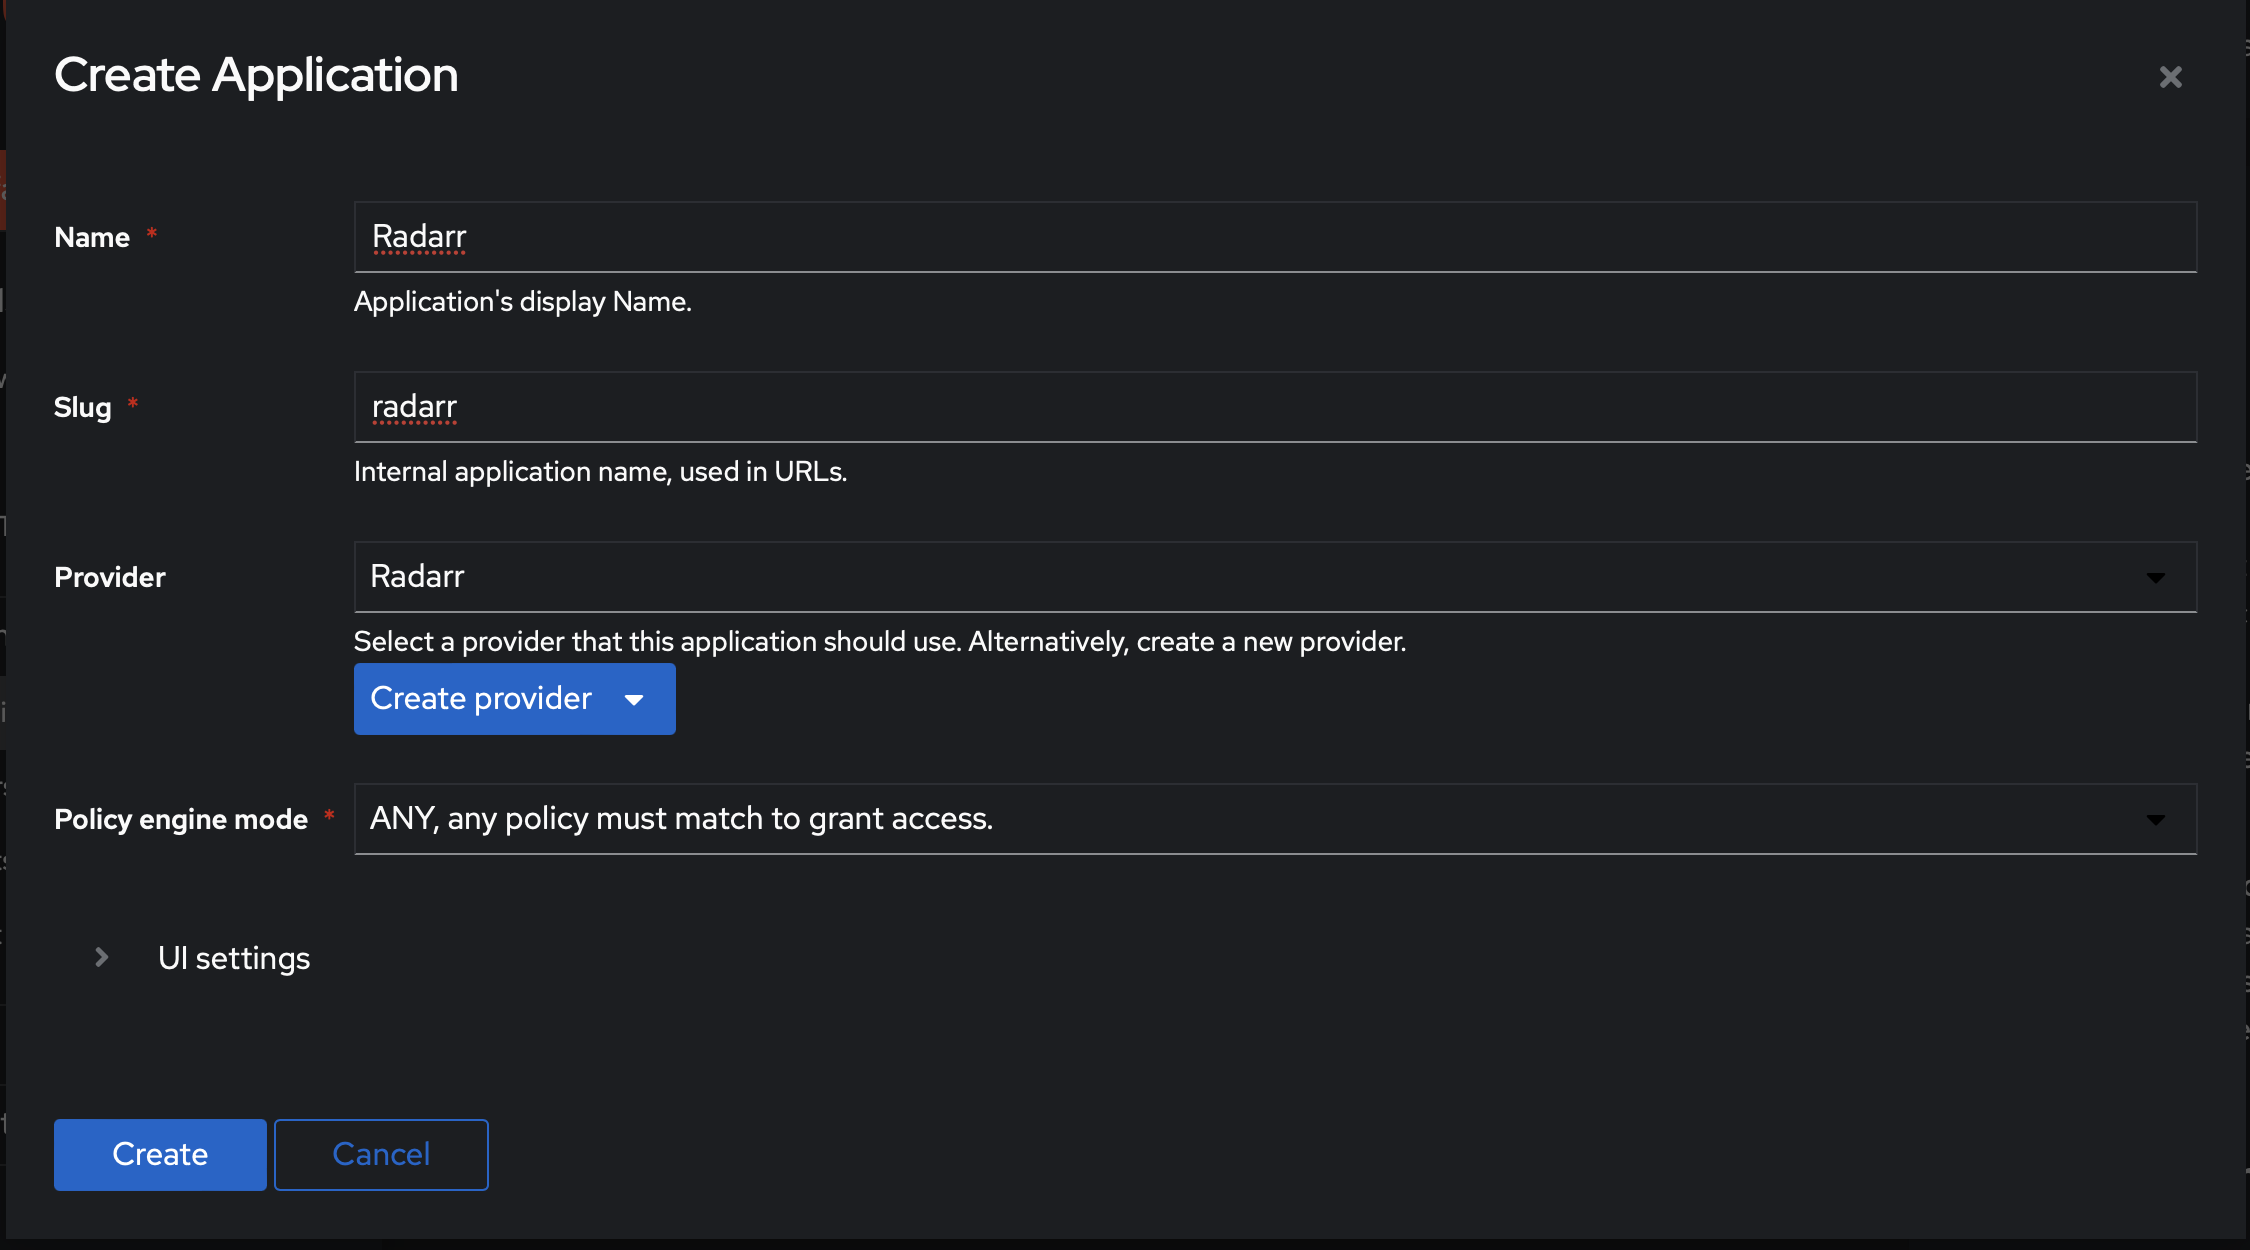 Create Application
Name *
Radarr
Application's display Name.
Slug *
radarr
Internal application name, used in URLs.
Provider
Radarr
Select a provider that this application should use. Alternatively, create a new provider.
Create provider
Policy engine mode *
ANY, any policy must match to grant access.
UI settings
Create
Cancel